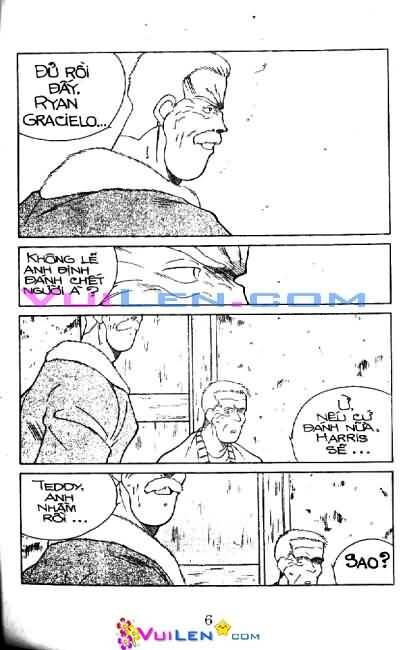 ĐỦ RỒI
ĐẤY.
RYAN
GRACIELO...
KHÔNG LẼ
ANH ĐỊNH
ĐÁNH CHẾT
NGƯỜI À ?
VUILEN.COM
Ừ.
NẾU CỨ
ĐÁNH NỮA.
HARRIS
SẼ ...
TEDDY.
ANH
NHẦM
RỒI ...
SAO?
6
VUILEN
COM